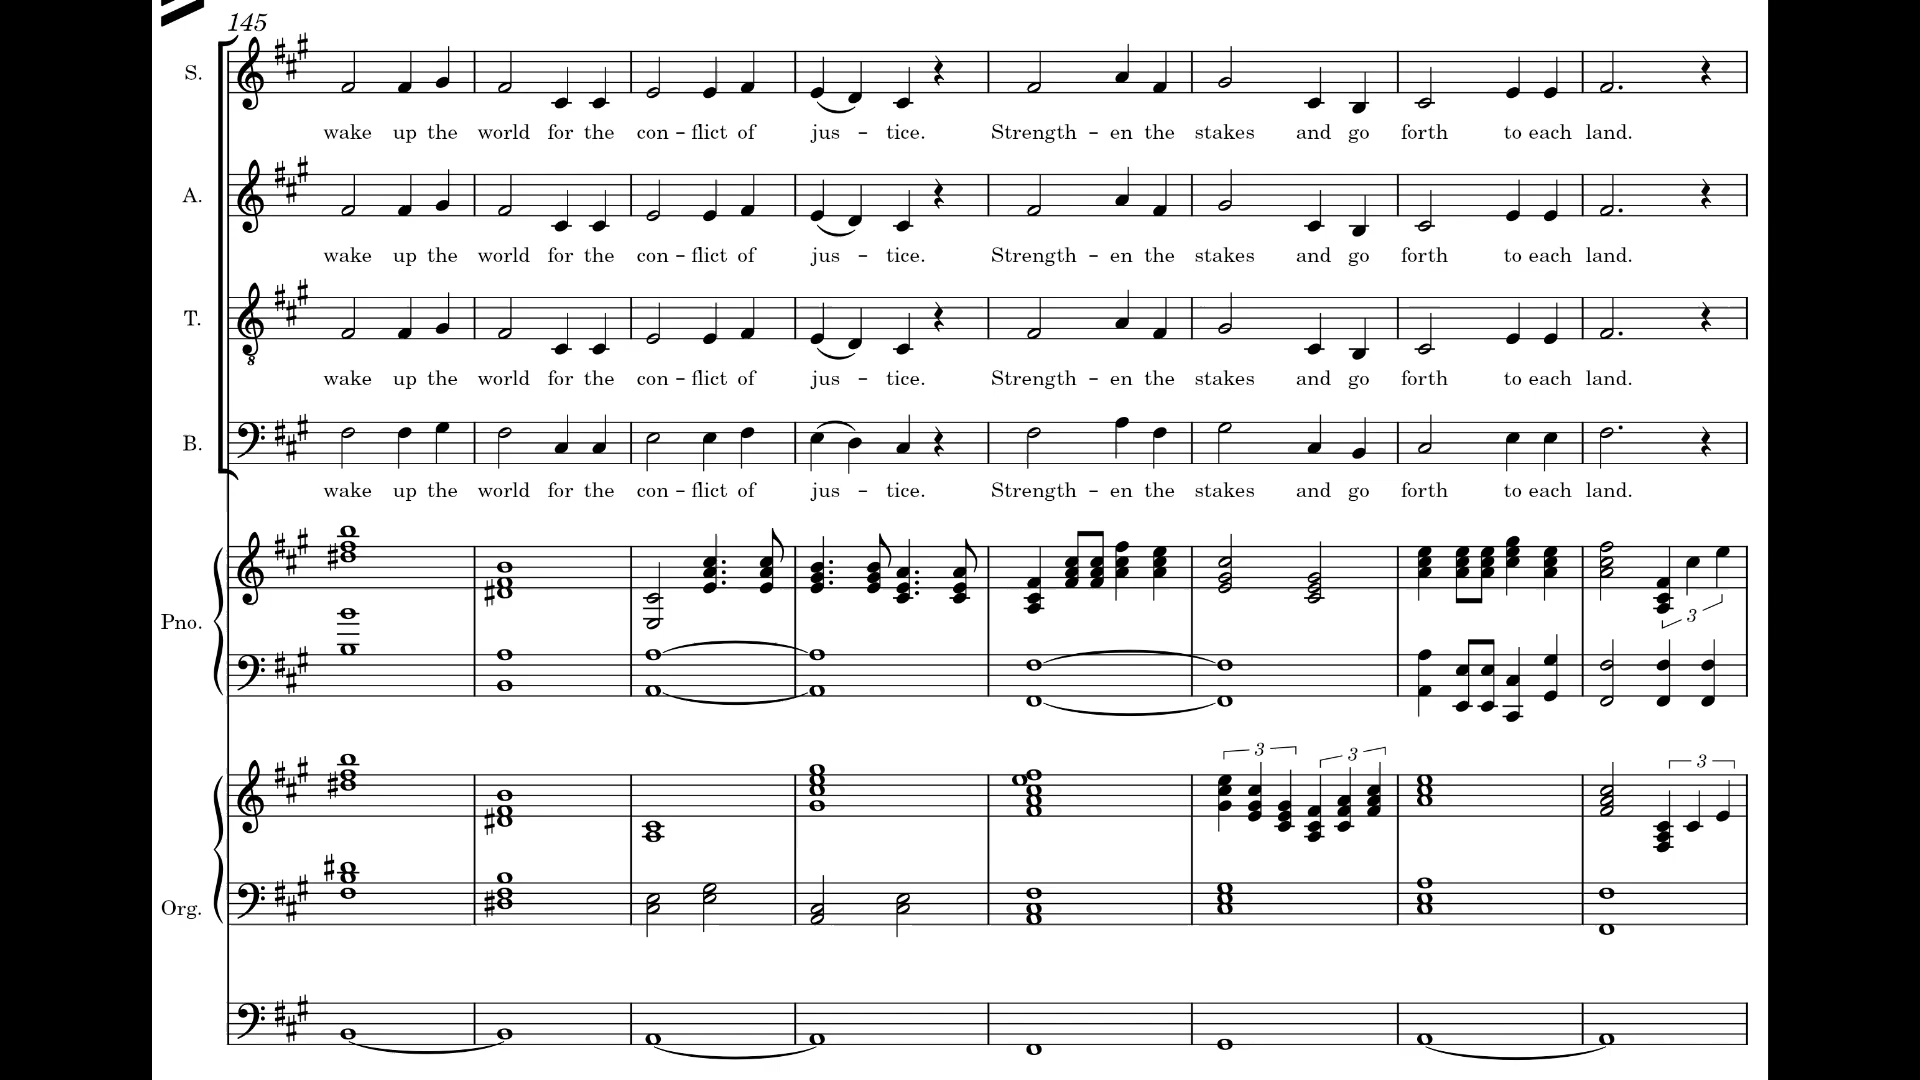 145
S.
wake up the world for the con – flict of jus – tice. Strength – en the stakes and go forth to each land.
A.
wake up the world for the con – flict of jus – tice. Strength – en the stakes and go forth to each land.
T.
8
wake up the world for the con – flict of jus – tice. Strength – en the stakes and go forth to each land.
B.
wake up the world for the con – flict of jus – tice. Strength – en the stakes and go forth to each land.
Pno.
3
3 3 3
Org.